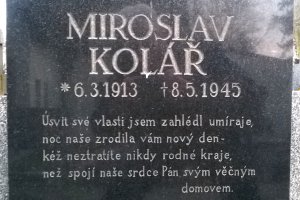 MIROSLAV
KOLÁŘ
*6.3.1913 †8.5.1945
Úsvit své vlasti jsem zahlédl umíraje,
noc naše zrodila vám nový den-
kéž neztratíte nikdy rodné kraje,
než spojí naše srdce Pán svým věčným
domovem.